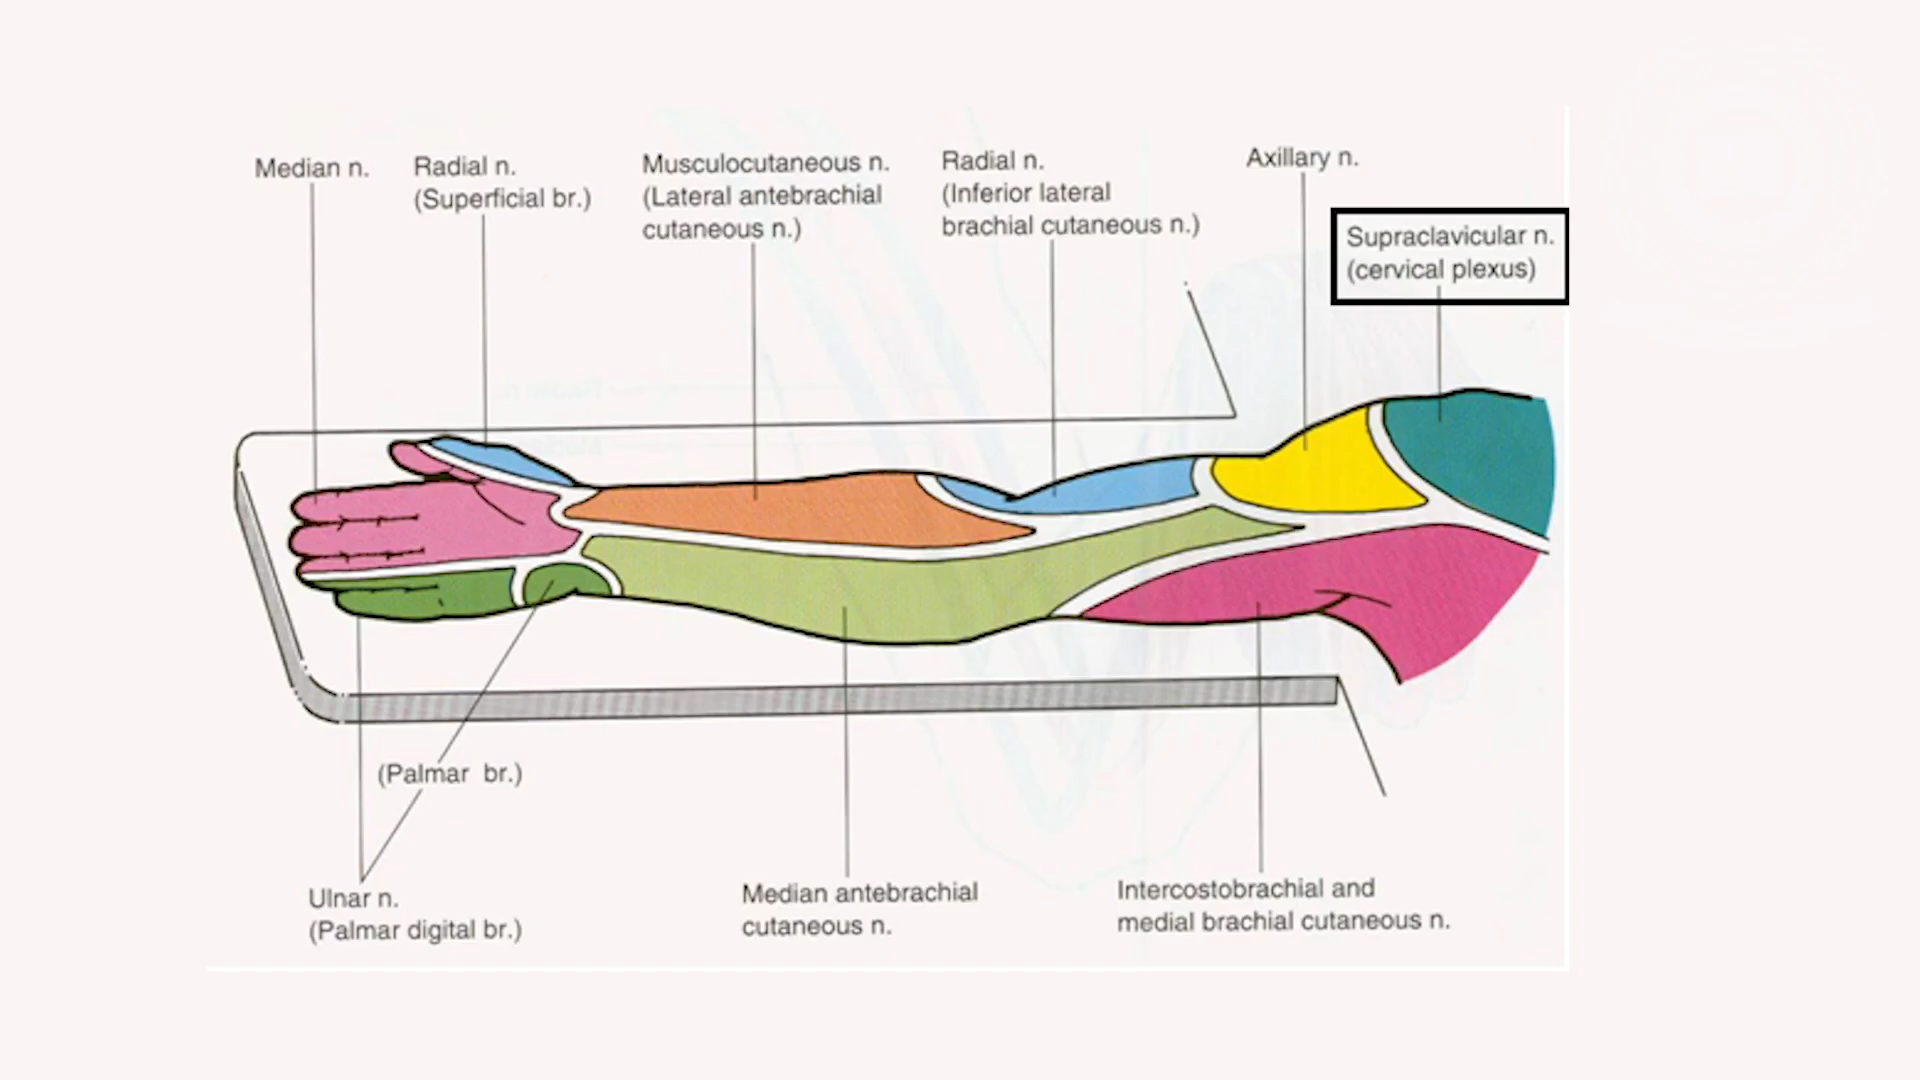 Median n.
Radial n.
(Superficial br.)
Musculocutaneous n.
(Lateral antebrachial
cutaneous n.)
Radial n.
(Inferior lateral
brachial cutaneous n.)
Axillary n.
Supraclavicular n.
(cervical plexus)
(Palmar br.)
Ulnar n.
(Palmar digital br.)
Median antebrachial
cutaneous n.
Intercostobrachial and
medial brachial cutaneous n.